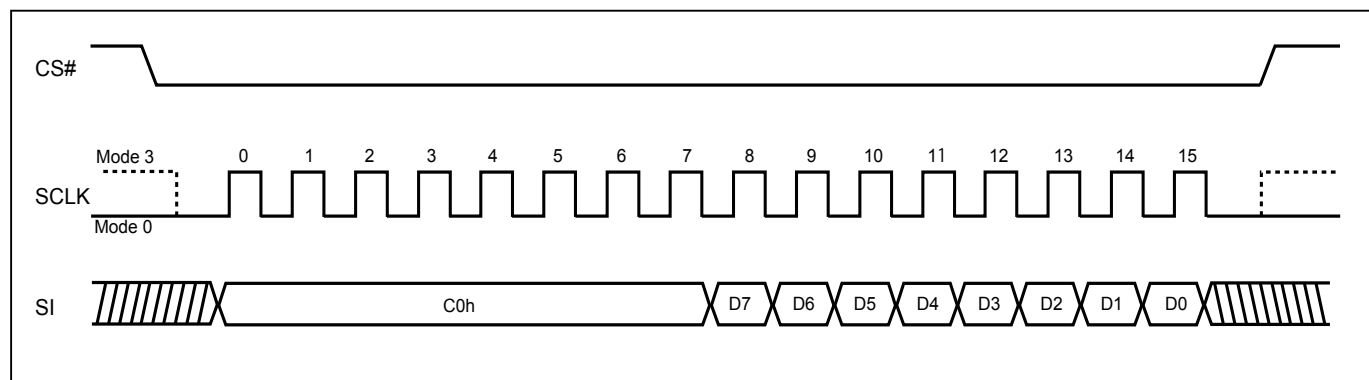 CS#
Mode 3 0 1 2 3 4 5 6 7 8 9 10 11 12 13 14 15
SCLK
Mode 0
SI C0h D7 D6 D5 D4 D3 D2 D1 D0